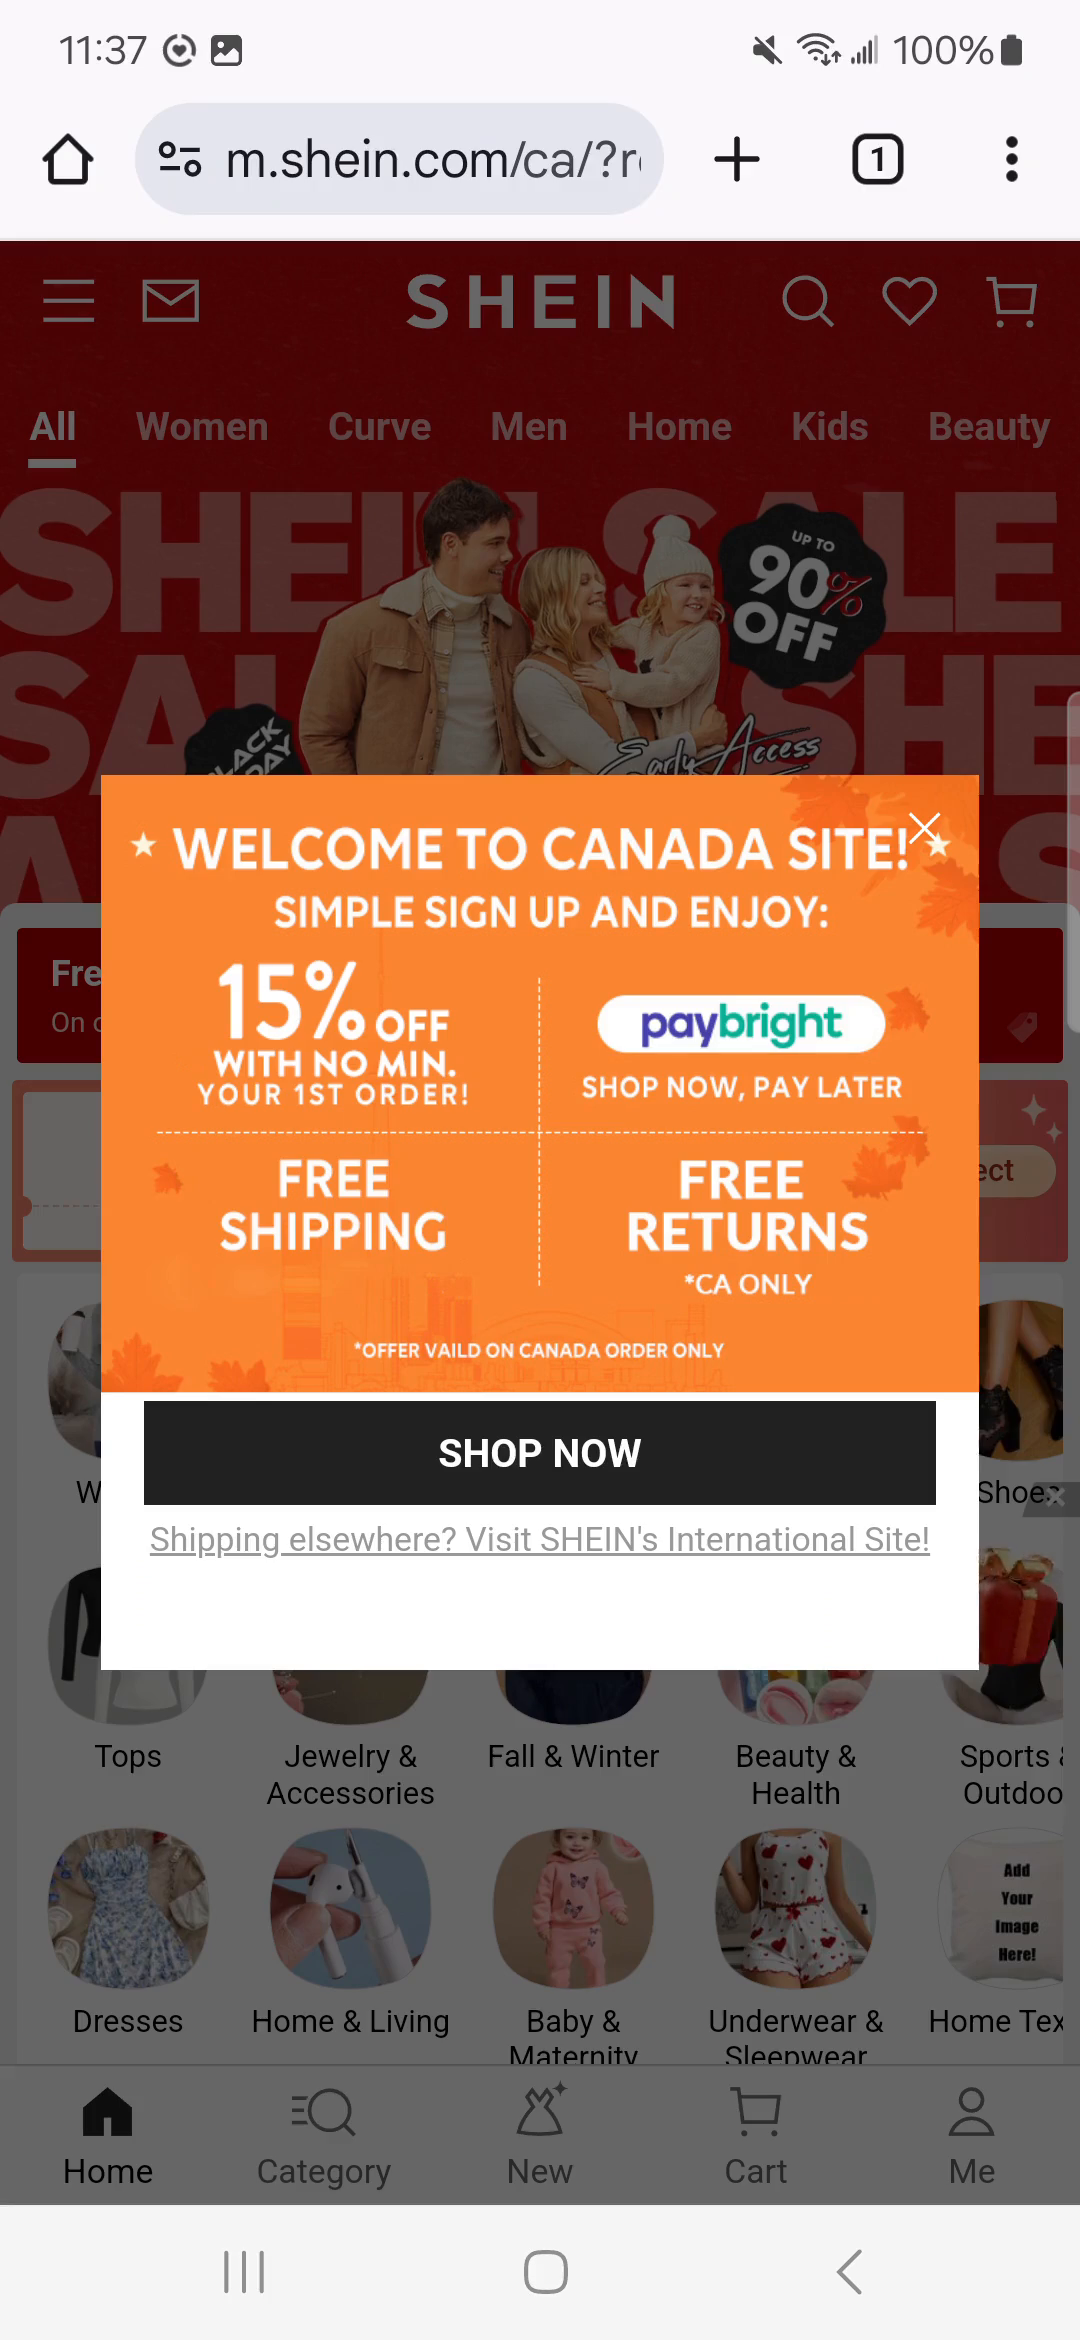 11:37
100%
m.shein.com/ca/?r
1
SHEIN
All Women Curve Men Home Kids Beauty
SHEIN SALE
UP TO
90%
OFF
Early Access
WELCOME TO CANADA SITE!
SIMPLE SIGN UP AND ENJOY:
15% OFF
WITH NO MIN.
YOUR 1ST ORDER!
paybright
SHOP NOW, PAY LATER
FREE
SHIPPING
FREE
RETURNS
*CA ONLY
*OFFER VAILD ON CANADA ORDER ONLY
SHOP NOW
Shipping elsewhere? Visit SHEIN's International Site!
Fre
On
ect
W
Shoes
Tops
Jewelry &
Accessories
Fall & Winter
Beauty &
Health
Sports &
Outdoo
Add
Your
Image
Here!
Dresses
Home & Living
Baby &
Maternity
Underwear &
Sleepwear
Home Tex
Home
Category
New
Cart
Me